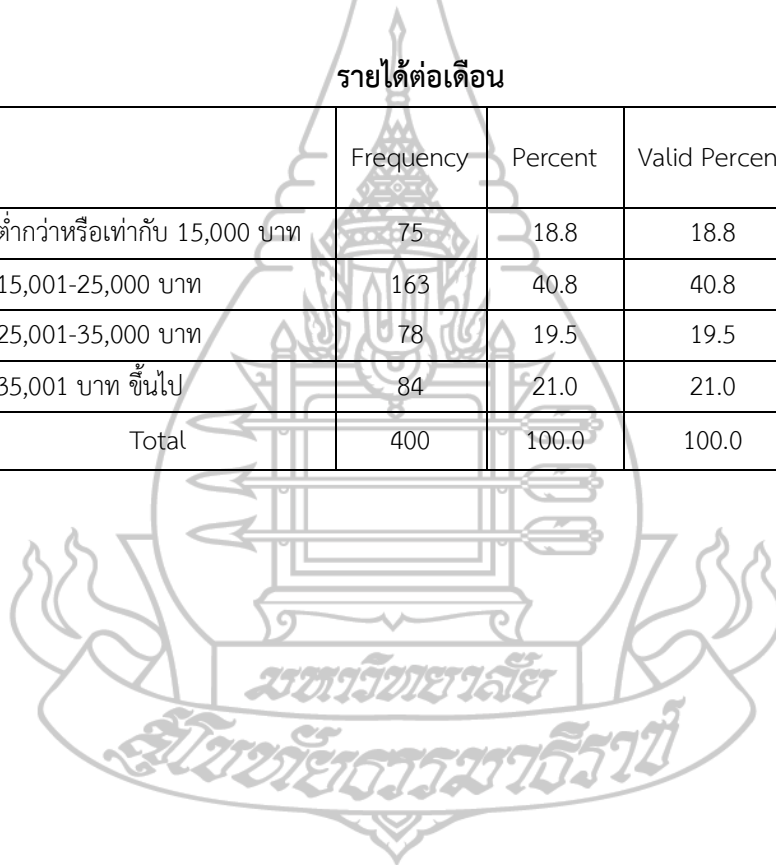 รายได้ต่อเดือน
Frequency Percent Valid Percen
ต่ำกว่าหรือเท่ากับ 15,000 บาท 75 18.8 18.8
15,001-25,000 บาท 163 40.8 40.8
25,001-35,000 บาท 78 19.5 19.5
35,001 บาท ขึ้นไป 84 21.0 21.0
Total 400 100.0 100.0
มหาวิทยาลัย
สุโขทัยธรรมาธิราช